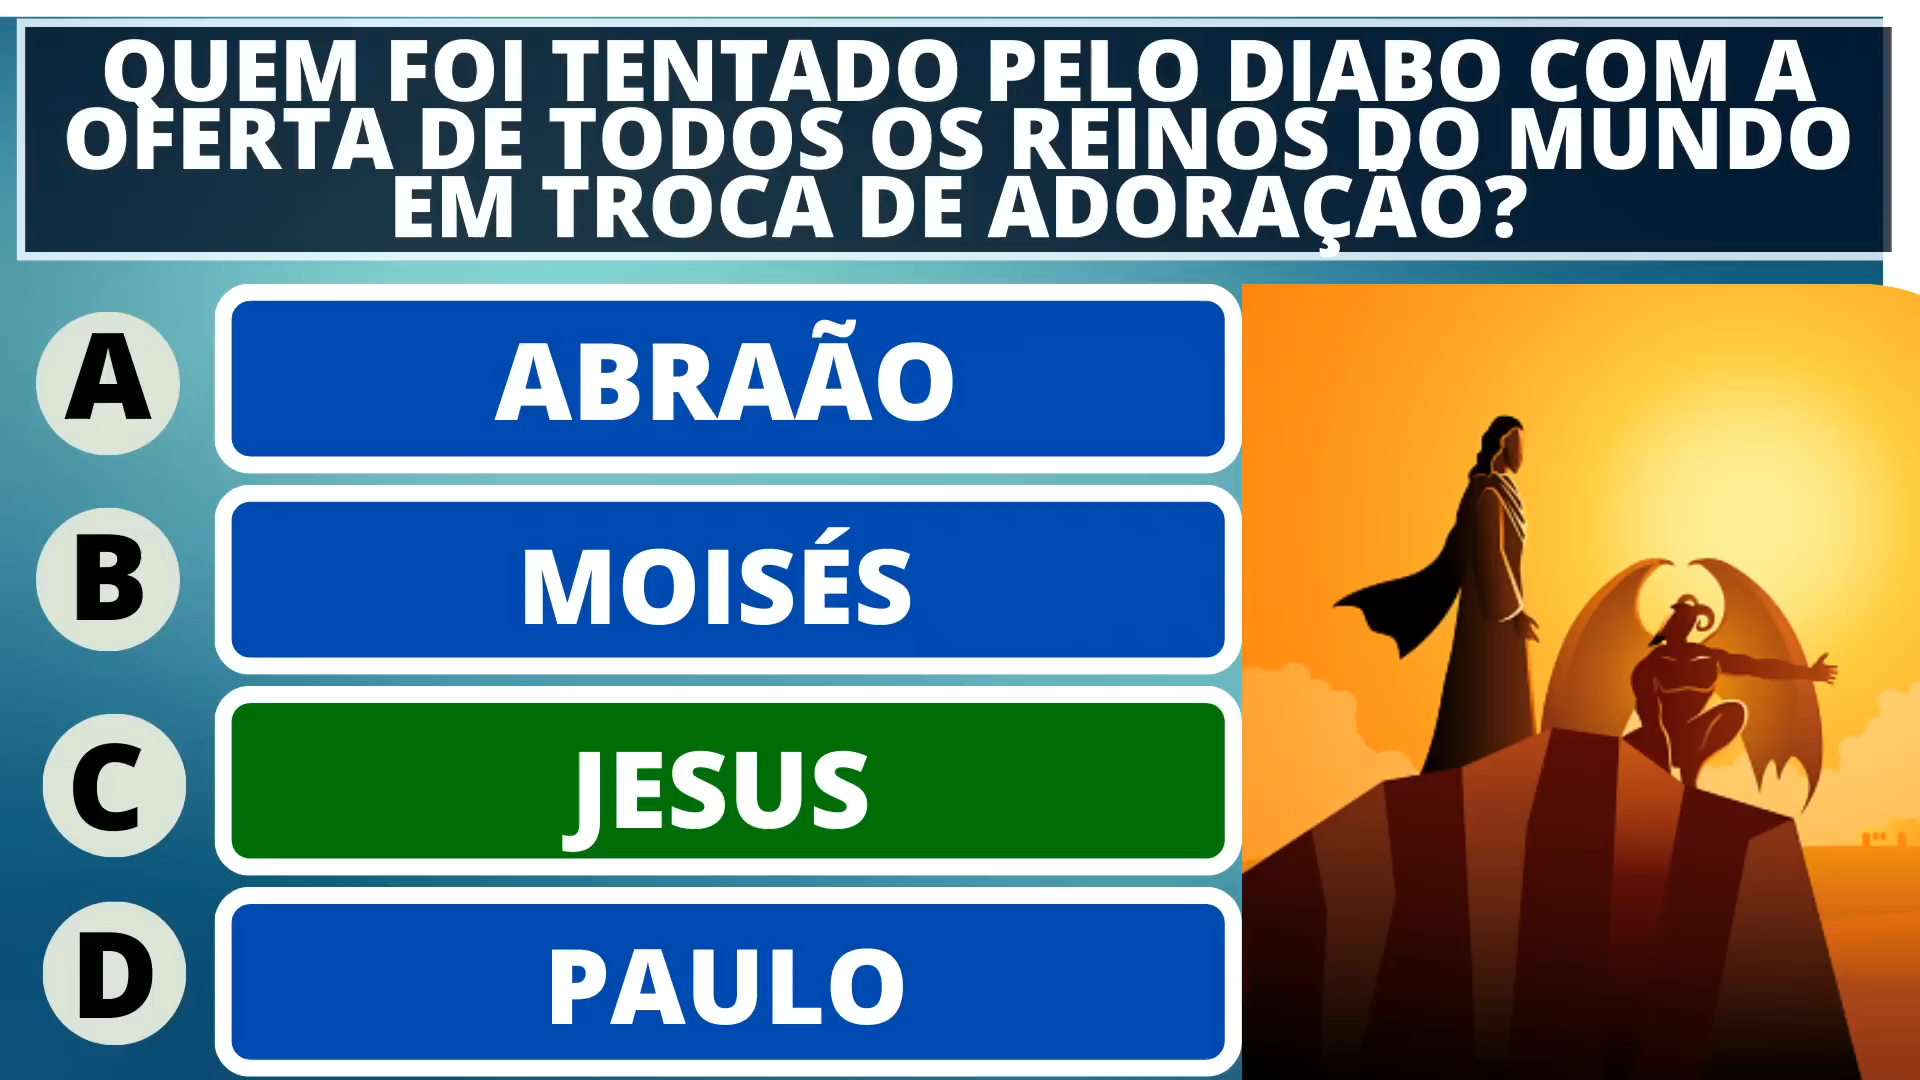 QUEM FOI TENTADO PELO DIABO COM A
OFERTA DE TODOS OS REINOS DO MUNDO
EM TROCA DE ADORAÇÃO?
A
ABRAÃO
B
MOISÉS
C
JESUS
D
PAULO